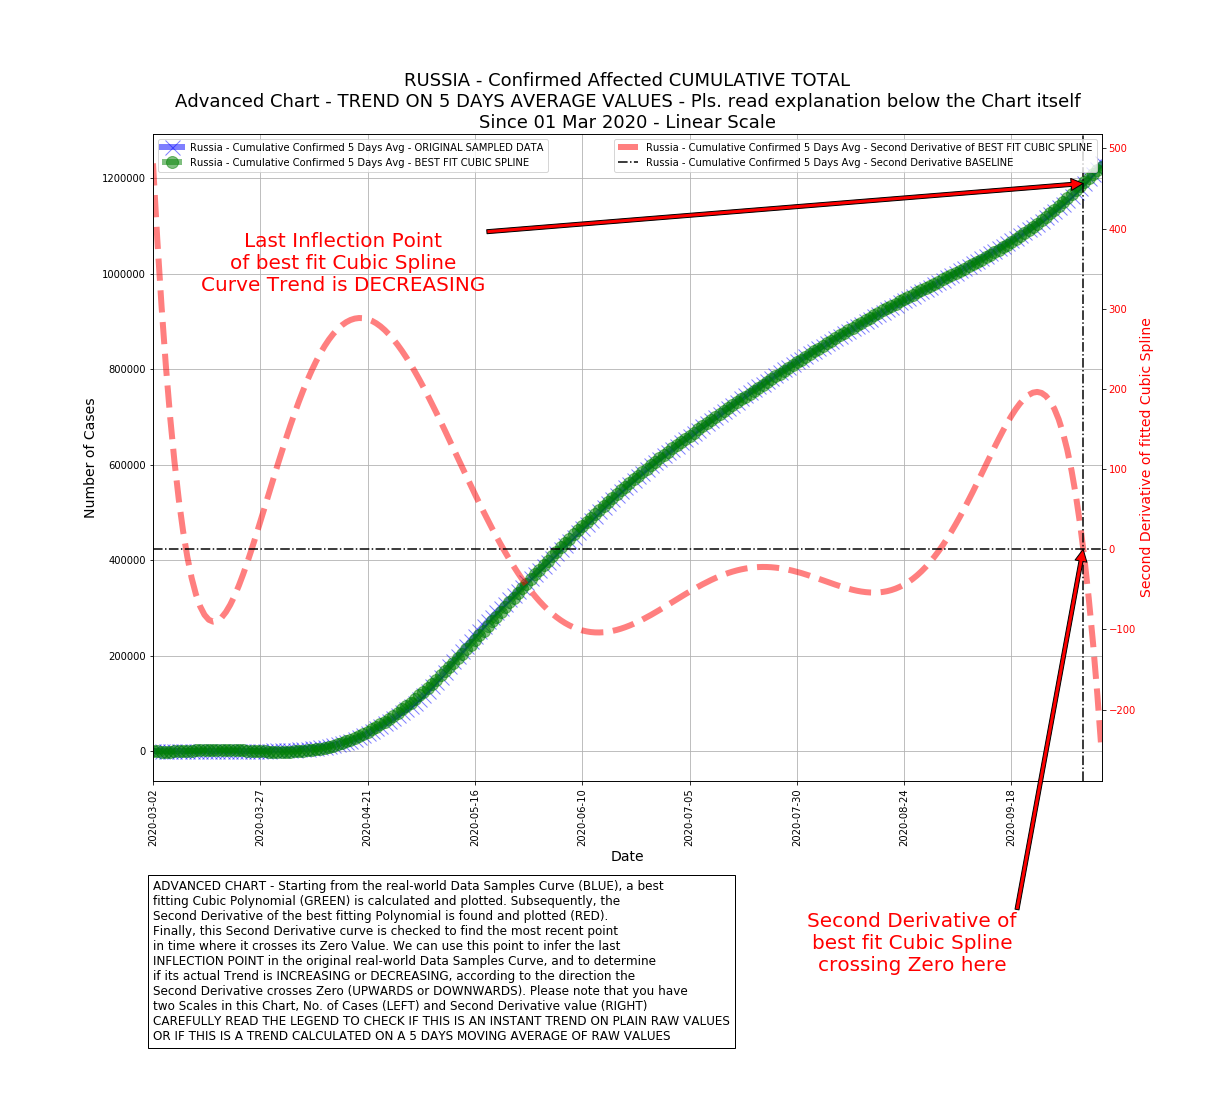 RUSSIA - Confirmed Affected CUMULATIVE TOTAL
Advanced Chart - TREND ON 5 DAYS AVERAGE VALUES - Pls. read explanation below the Chart itself
Since 01 Mar 2020 - Linear Scale
Russia - Cumulative Confirmed 5 Days Avg - ORIGINAL SAMPLED DATA
Russia - Cumulative Confirmed 5 Days Avg - BEST FIT CUBIC SPLINE
Russia - Cumulative Confirmed 5 Days Avg - Second Derivative of BEST FIT CUBIC SPLINE
Russia - Cumulative Confirmed 5 Days Avg - Second Derivative BASELINE
Last Inflection Point
of best fit Cubic Spline
Curve Trend is DECREASING
Number of Cases
1200000
1000000
800000
600000
400000
200000
0
500
400
300
200
100
0
−100
−200
Second Derivative of fitted Cubic Spline
2020-03-02
2020-03-27
2020-04-21
2020-05-16
2020-06-10
2020-07-05
2020-07-30
2020-08-24
2020-09-18
Date
ADVANCED CHART - Starting from the real-world Data Samples Curve (BLUE), a best
fitting Cubic Polynomial (GREEN) is calculated and plotted. Subsequently, the
Second Derivative of the best fitting Polynomial is found and plotted (RED).
Finally, this Second Derivative curve is checked to find the most recent point
in time where it crosses its Zero Value. We can use this point to infer the last
INFLECTION POINT in the original real-world Data Samples Curve, and to determine
if its actual Trend is INCREASING or DECREASING, according to the direction the
Second Derivative crosses Zero (UPWARDS or DOWNWARDS). Please note that you have
two Scales in this Chart, No. of Cases (LEFT) and Second Derivative value (RIGHT)
CAREFULLY READ THE LEGEND TO CHECK IF THIS IS AN INSTANT TREND ON PLAIN RAW VALUES
OR IF THIS IS A TREND CALCULATED ON A 5 DAYS MOVING AVERAGE OF RAW VALUES
Second Derivative of
best fit Cubic Spline
crossing Zero here